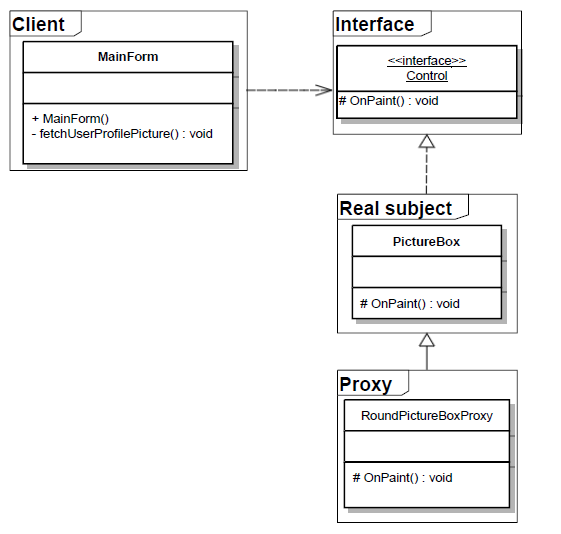 Client
MainForm
+ MainForm()
- fetchUserProfilePicture() : void
Interface
<<interface>>
Control
# OnPaint() : void
Real subject
PictureBox
# OnPaint() : void
Proxy
RoundPictureBoxProxy
# OnPaint() : void